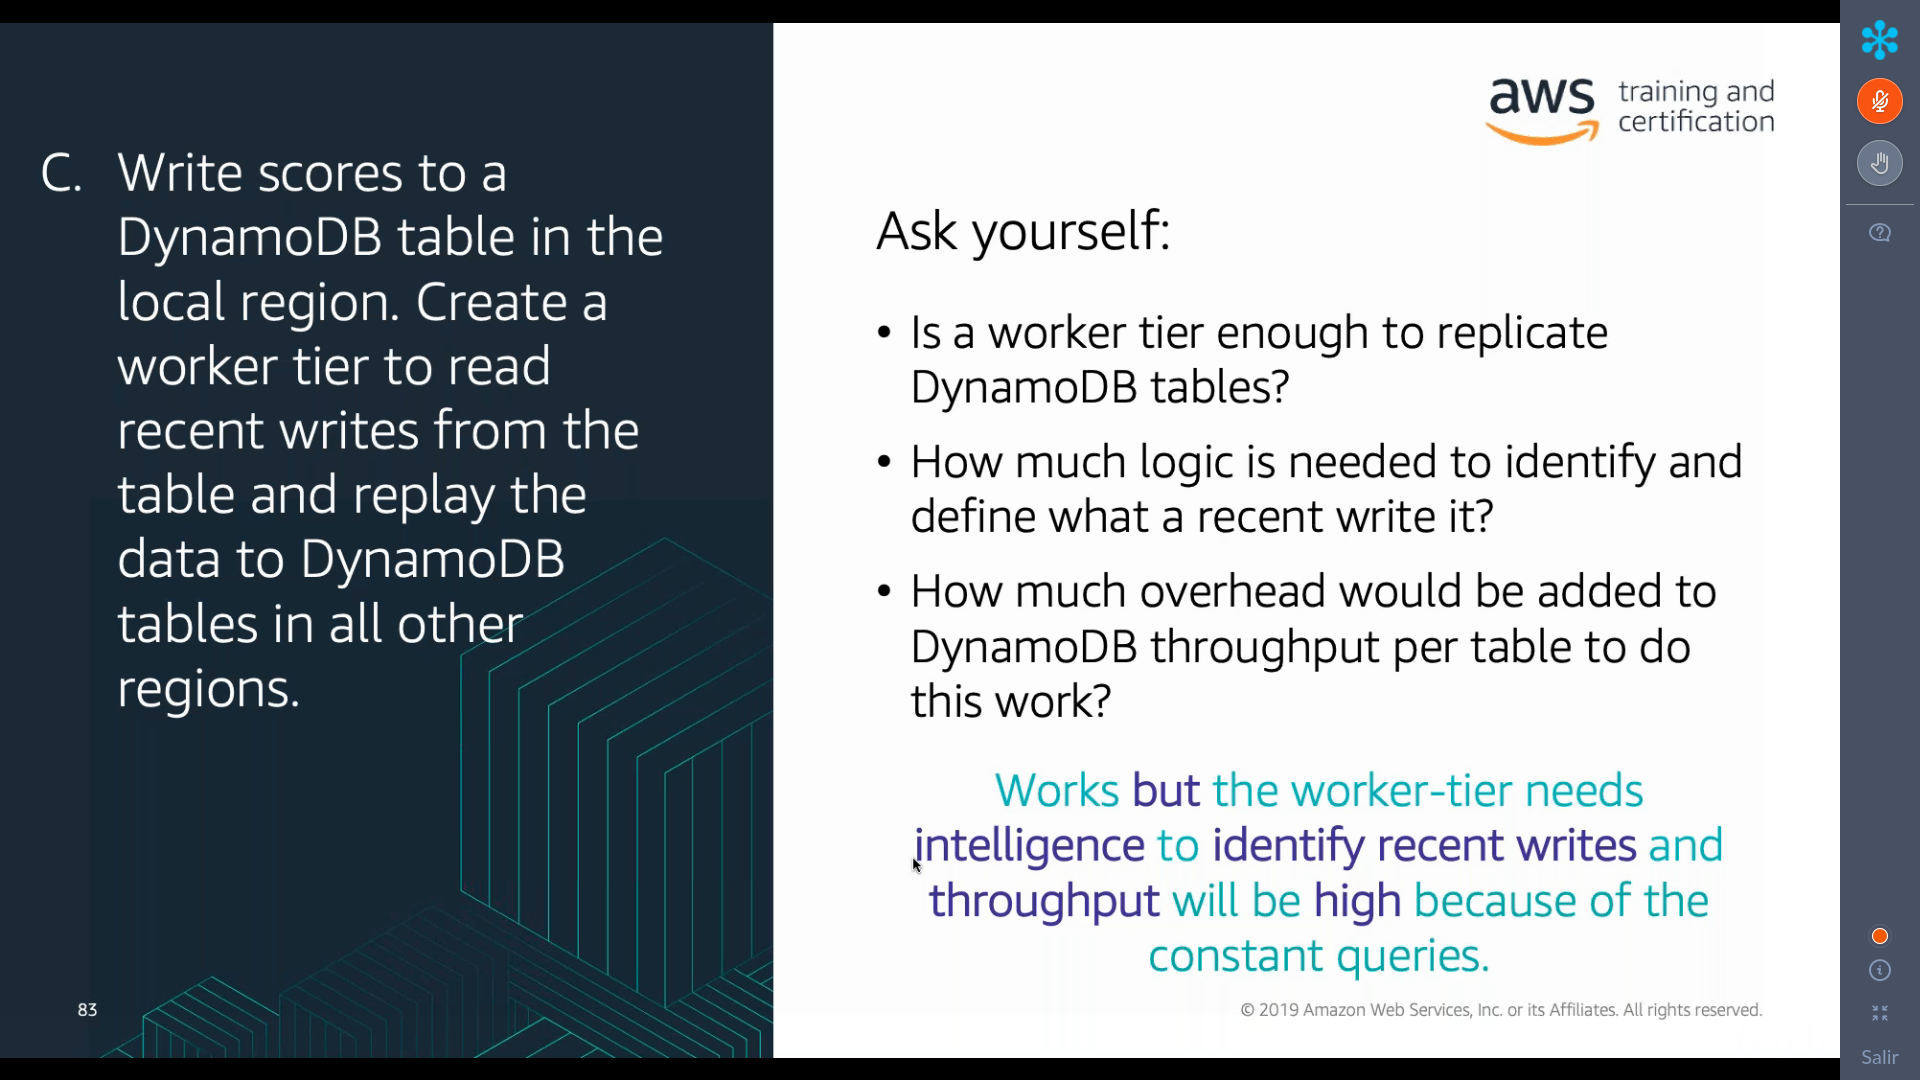 C. Write scores to a
DynamoDB table in the
local region. Create a
worker tier to read
recent writes from the
table and replay the
data to DynamoDB
tables in all other
regions.
83
aws training and
certification
Ask yourself:
• Is a worker tier enough to replicate
DynamoDB tables?
• How much logic is needed to identify and
define what a recent write it?
• How much overhead would be added to
DynamoDB throughput per table to do
this work?
Works but the worker-tier needs
intelligence to identify recent writes and
throughput will be high because of the
constant queries.
© 2019 Amazon Web Services, Inc. or its Affiliates. All rights reserved.
Salir